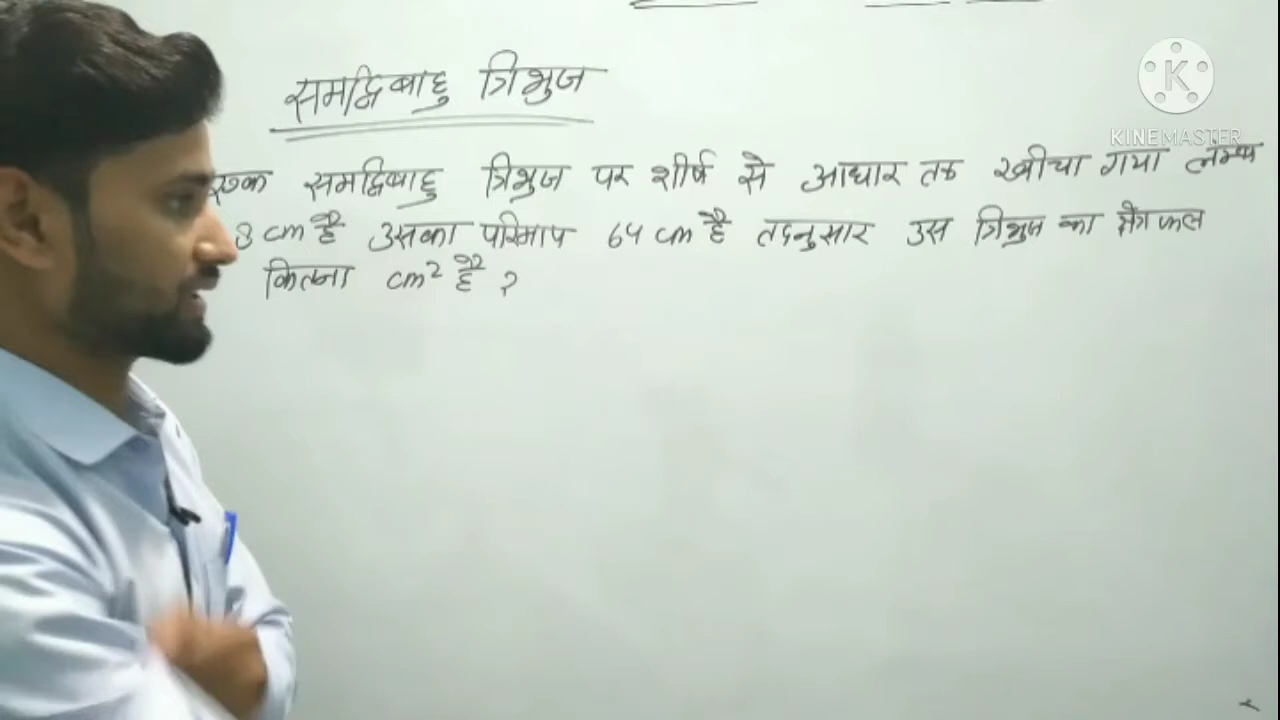 समद्विबाहु त्रिभुज
KINEMASTER
एक समद्विबाहु त्रिभुज पर शीर्ष से आधार तक खीचा गया लम्ब
8 cm है उसका परिमाप 64 cm है तदनुसार उस त्रिभुज का क्षेत्रफल
कितना cm² है ?